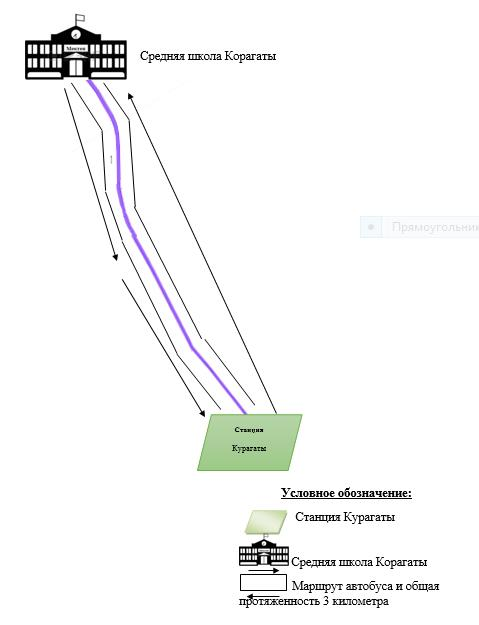 Мектеп
Средняя школа Корагаты
Прямоугольник
Станция
Курагаты
Условное обозначение:
Станция Курагаты
Средняя школа Корагаты
Маршрут автобуса и общая
протяженность 3 километра